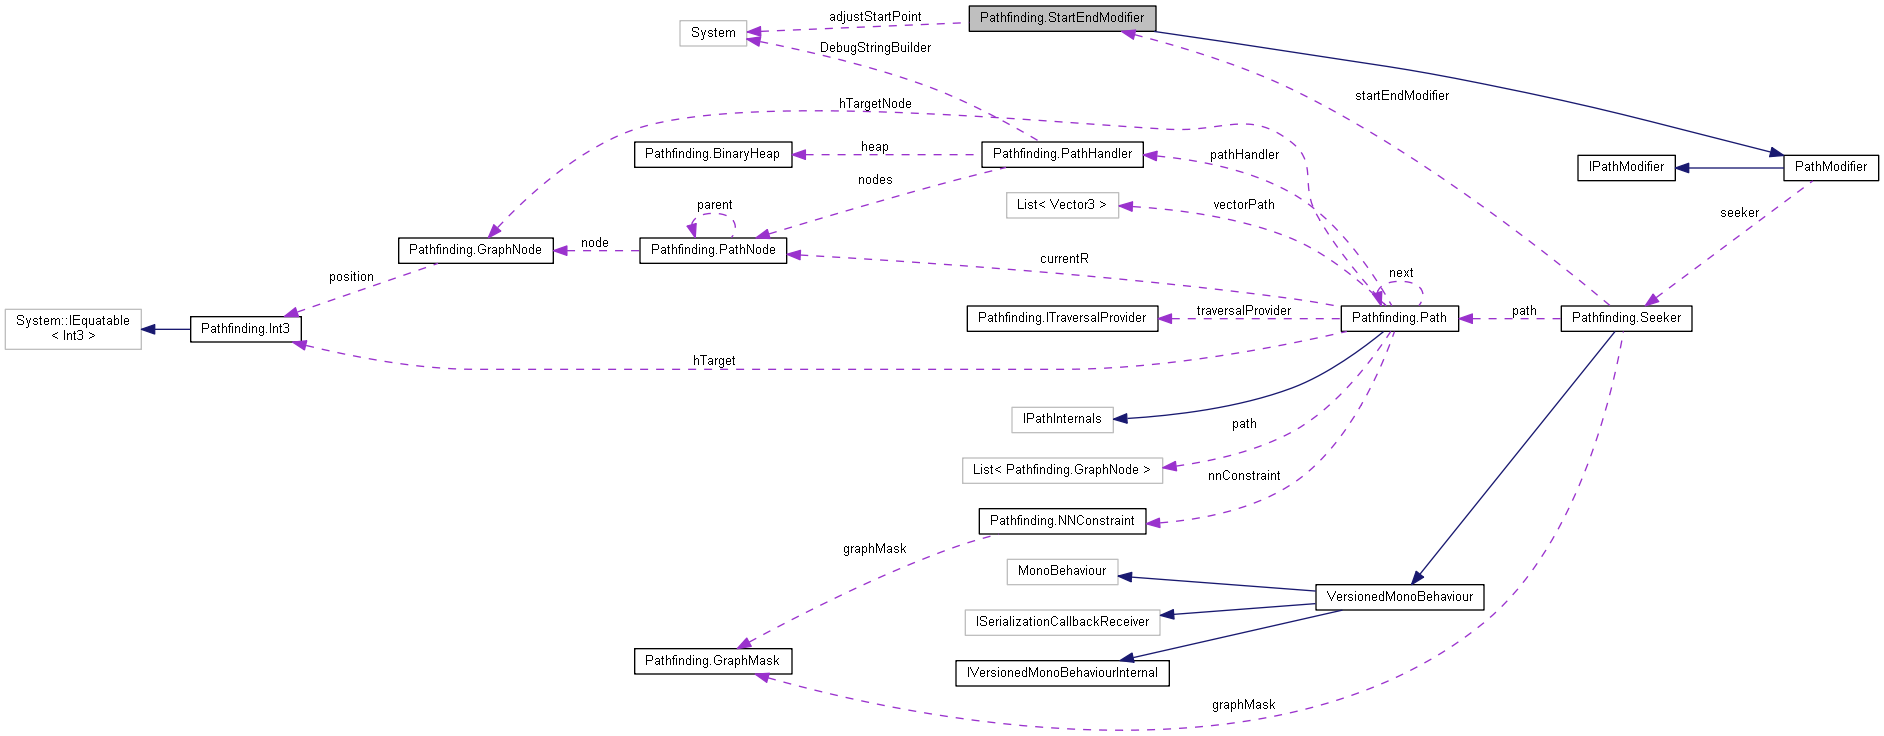 Pathfinding.StartEndModifier
adjustStartPoint
System
DebugStringBuilder
startEndModifier
hTargetNode
heap
Pathfinding.BinaryHeap
Pathfinding.PathHandler
pathHandler
IPathModifier
PathModifier
nodes
List< Vector3 >
vectorPath
parent
seeker
Pathfinding.GraphNode
node
Pathfinding.PathNode
currentR
next
position
System::IEquatable
< Int3 >
Pathfinding.Int3
Pathfinding.ITraversalProvider
traversalProvider
Pathfinding.Path
path
Pathfinding.Seeker
hTarget
IPathInternals
path
List< Pathfinding.GraphNode >
nnConstraint
Pathfinding.NNConstraint
graphMask
MonoBehaviour
VersionedMonoBehaviour
ISerializationCallbackReceiver
Pathfinding.GraphMask
IVersionedMonoBehaviourInternal
graphMask